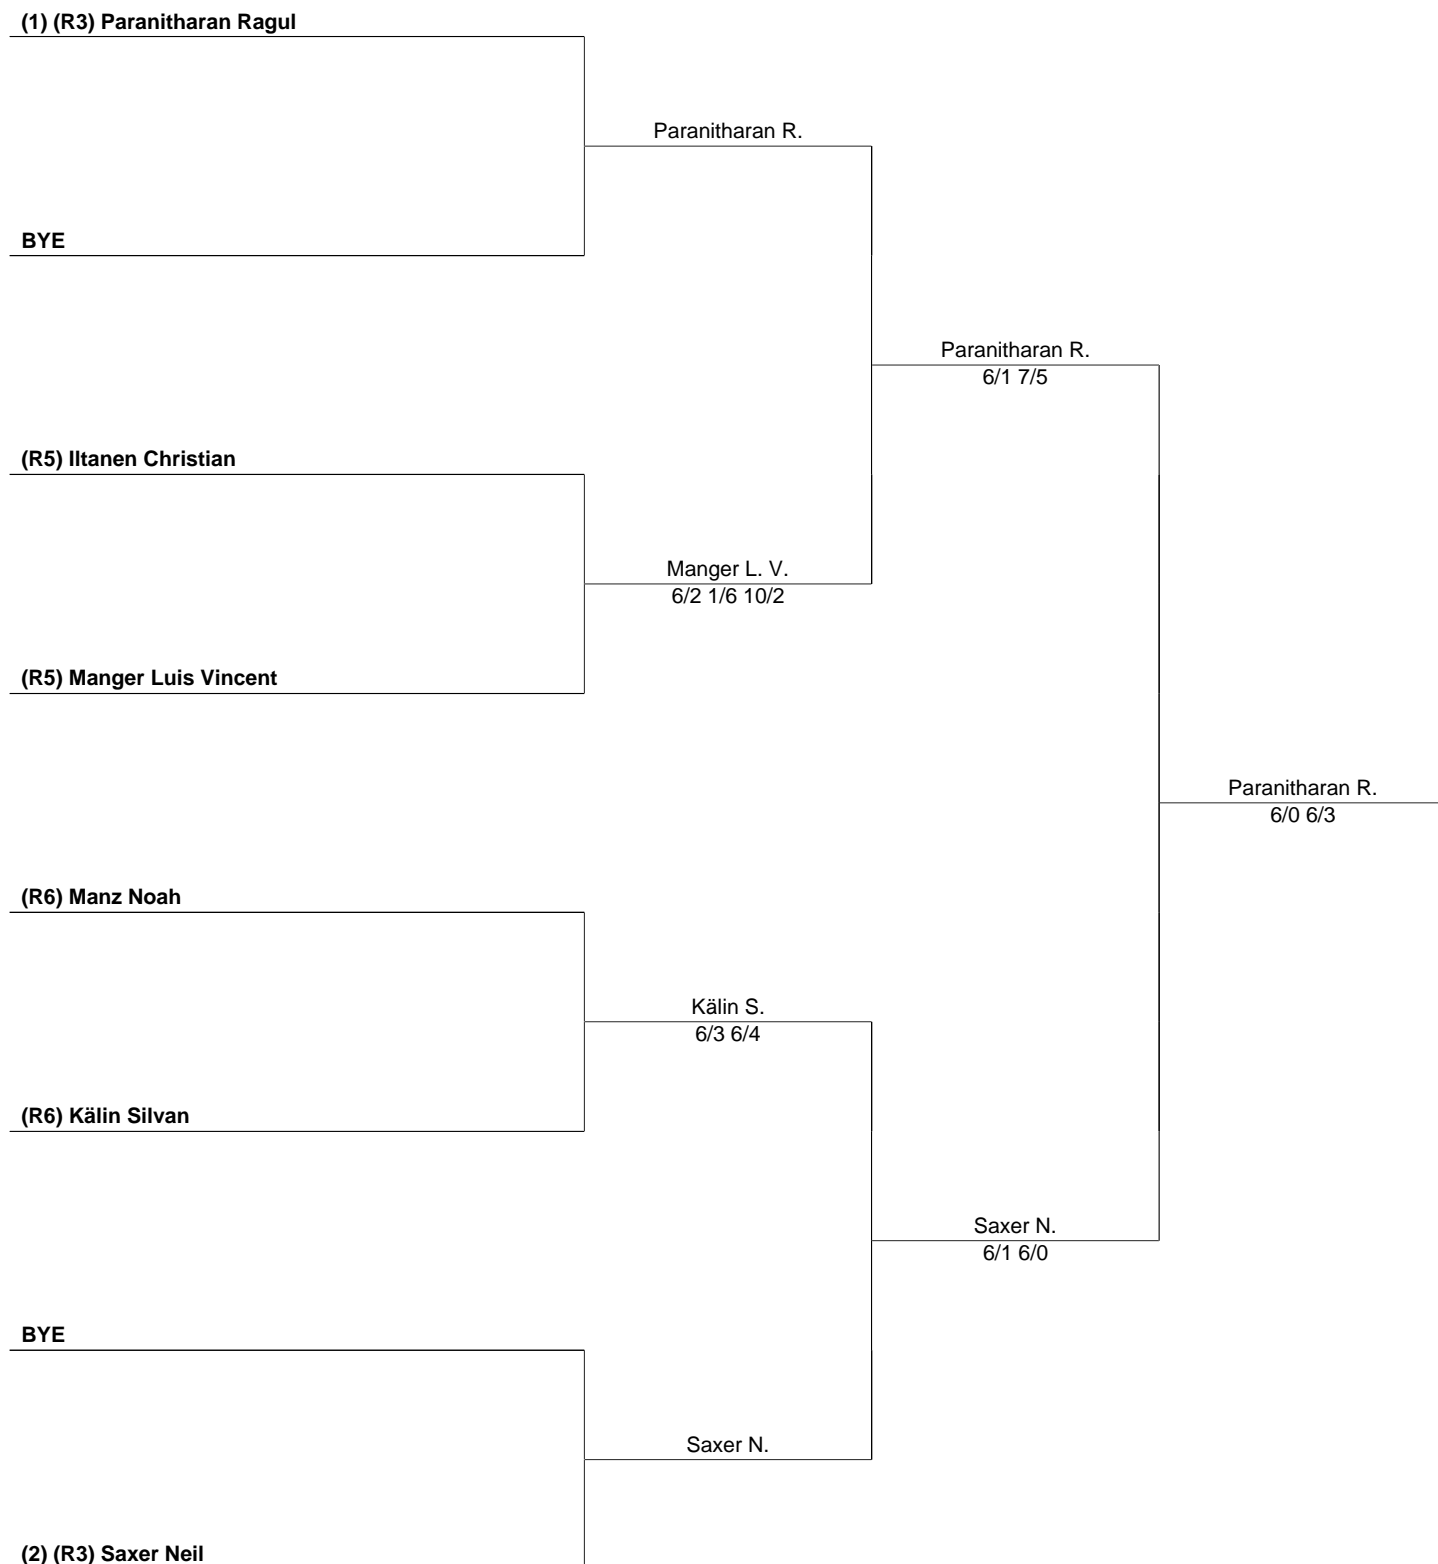 (1) (R3) Paranitharan Ragul
Paranitharan R.
BYE
Paranitharan R.
6/1 7/5
(R5) Iltanen Christian
Manger L. V.
6/2 1/6 10/2
(R5) Manger Luis Vincent
Paranitharan R.
6/0 6/3
(R6) Manz Noah
Kälin S.
6/3 6/4
(R6) Kälin Silvan
Saxer N.
6/1 6/0
BYE
Saxer N.
(2) (R3) Saxer Neil